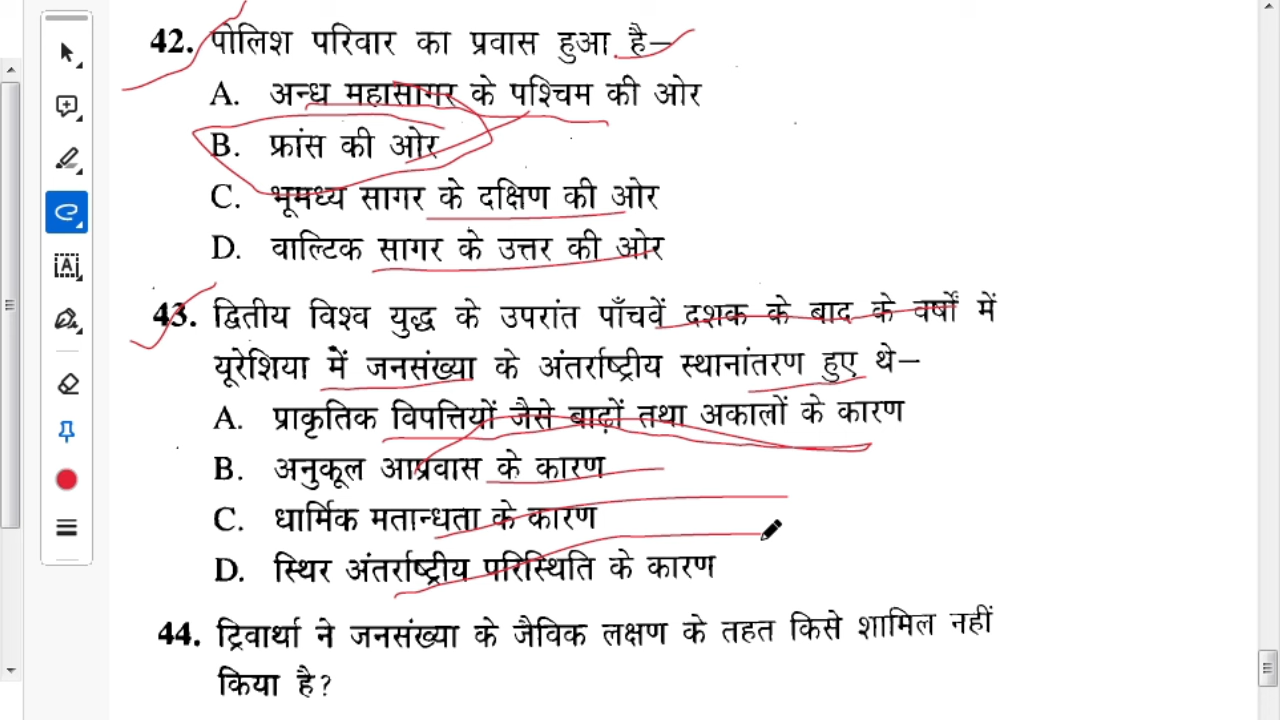 42. पोलिश परिवार का प्रवास हुआ है–
A. अन्ध महासागर के पश्चिम की ओर
B. फ्रांस की ओर
C. भूमध्य सागर के दक्षिण की ओर
D. वाल्टिक सागर के उत्तर की ओर
43. द्वितीय विश्व युद्ध के उपरांत पाँचवें दशक के बाद के वर्षों में
यूरेशिया में जनसंख्या के अंतर्राष्ट्रीय स्थानांतरण हुए थे–
A. प्राकृतिक विपत्तियों जैसे बाढ़ों तथा अकालों के कारण
B. अनुकूल आप्रवास के कारण
C. धार्मिक मतान्धता के कारण
D. स्थिर अंतर्राष्ट्रीय परिस्थिति के कारण
44. ट्रिवार्था ने जनसंख्या के जैविक लक्षण के तहत किसे शामिल नहीं
किया है?